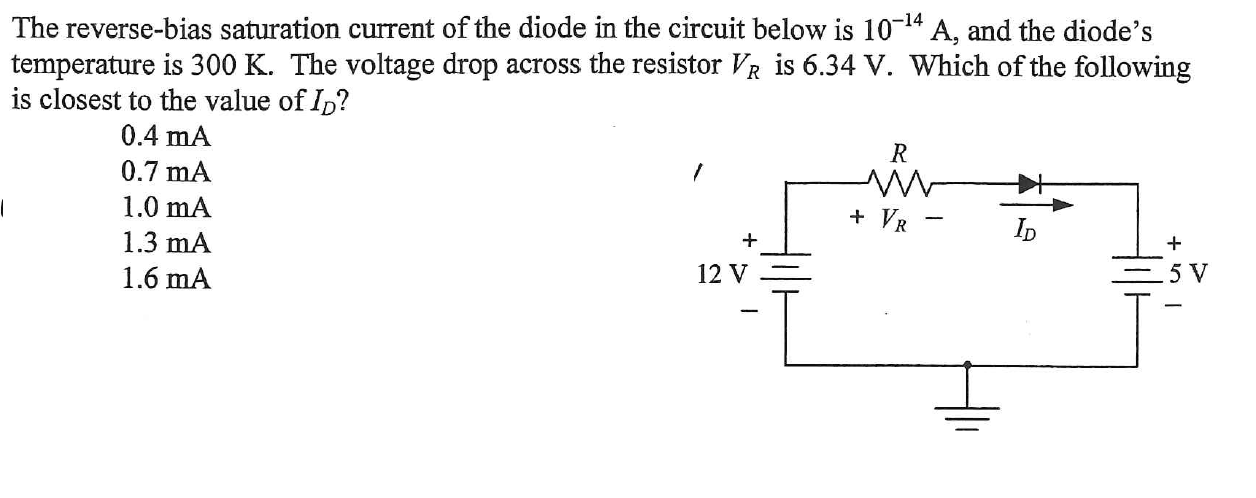 The reverse-bias saturation current of the diode in the circuit below is 10⁻¹⁴ A, and the diode's
temperature is 300 K. The voltage drop across the resistor V_R is 6.34 V. Which of the following
is closest to the value of I_D?
0.4 mA
0.7 mA
1.0 mA
1.3 mA
1.6 mA
R
+ V_R −
I_D
+
12 V
−
+
5 V
−